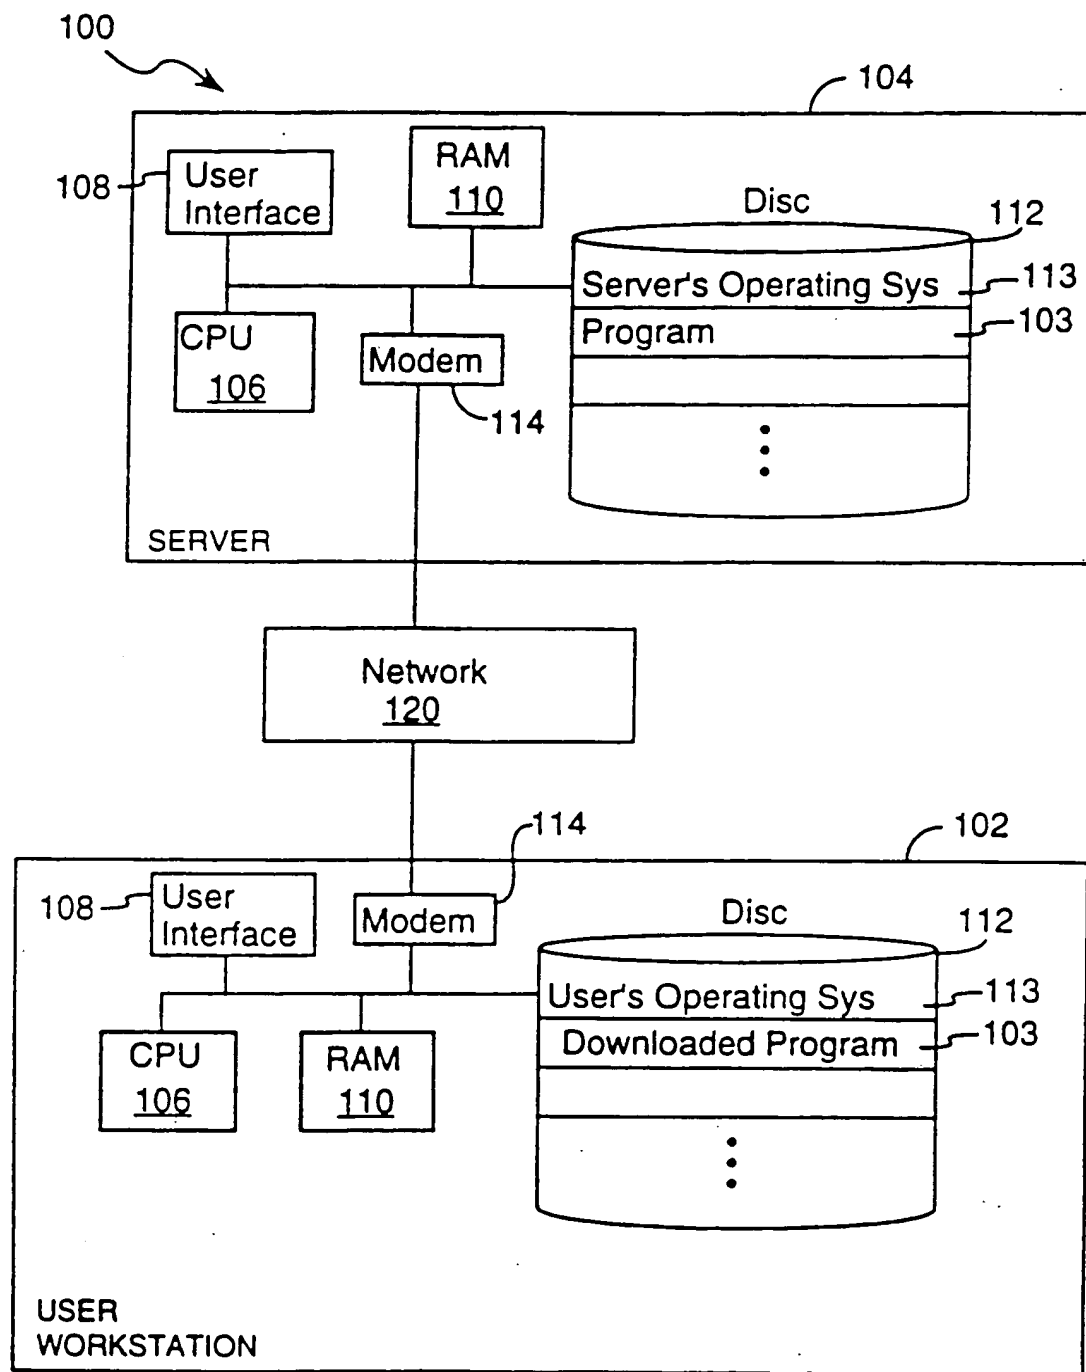 100
104
108
User
Interface
RAM
110
Disc
112
Server's Operating Sys
113
Program
103
CPU
106
Modem
114
SERVER
Network
120
114
102
108
User
Interface
Modem
Disc
112
User's Operating Sys
113
Downloaded Program
103
CPU
106
RAM
110
USER
WORKSTATION